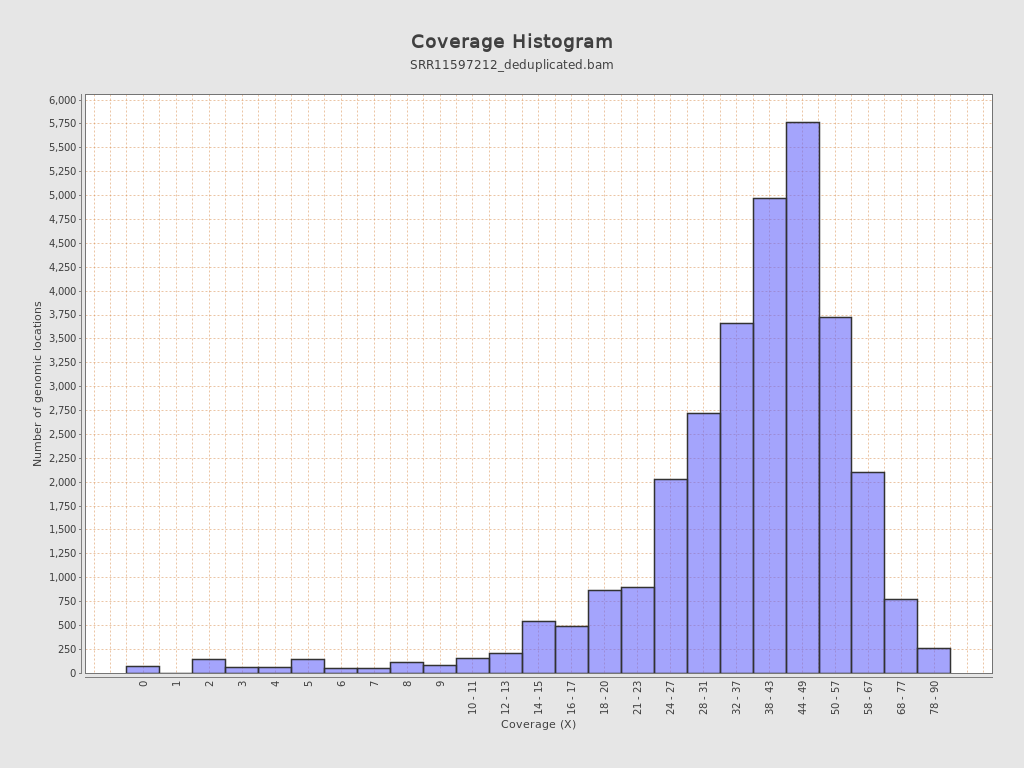 Coverage Histogram
SRR11597212_deduplicated.bam
6,000
5,750
5,500
5,250
5,000
4,750
4,500
4,250
4,000
3,750
3,500
3,250
3,000
2,750
2,500
2,250
2,000
1,750
1,500
1,250
1,000
750
500
250
0
Number of genomic locations
0
1
2
3
4
5
6
7
8
9
10 - 11
12 - 13
14 - 15
16 - 17
18 - 20
21 - 23
24 - 27
28 - 31
32 - 37
38 - 43
44 - 49
50 - 57
58 - 67
68 - 77
78 - 90
Coverage (X)